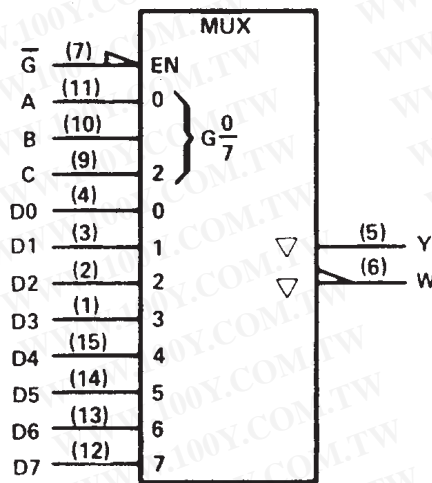 MUX
G̅ (7) EN
A (11) 0
B (10) G 0/7
C (9) 2
D0 (4) 0
D1 (3) 1 ▽ (5) Y
D2 (2) 2 ▽ (6) W
D3 (1) 3
D4 (15) 4
D5 (14) 5
D6 (13) 6
D7 (12) 7
WWW.100Y.COM.TW